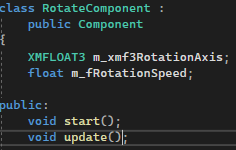 class RotateComponent :
public Component
{
XMFLOAT3 m_xmf3RotationAxis;
float m_fRotationSpeed;
public:
void start();
void update();